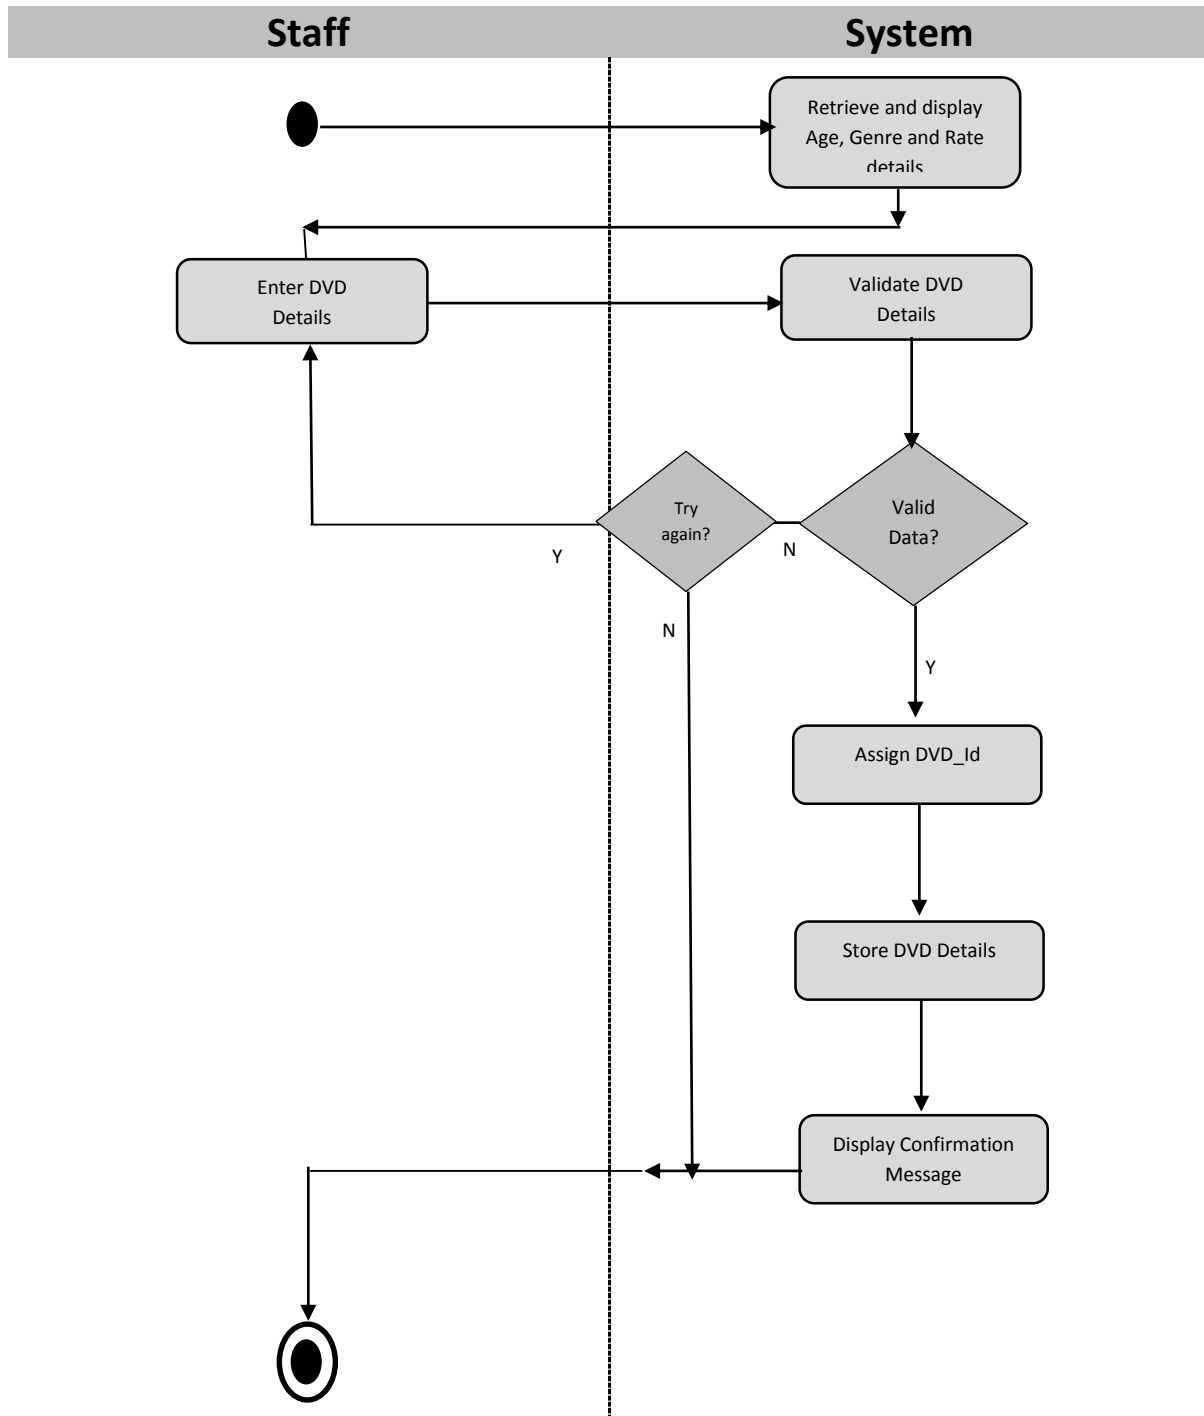 Staff
System
Retrieve and display
Age, Genre and Rate
details
Enter DVD
Details
Validate DVD
Details
Try
again?
Valid
Data?
N
Y
N
Y
Assign DVD_Id
Store DVD Details
Display Confirmation
Message